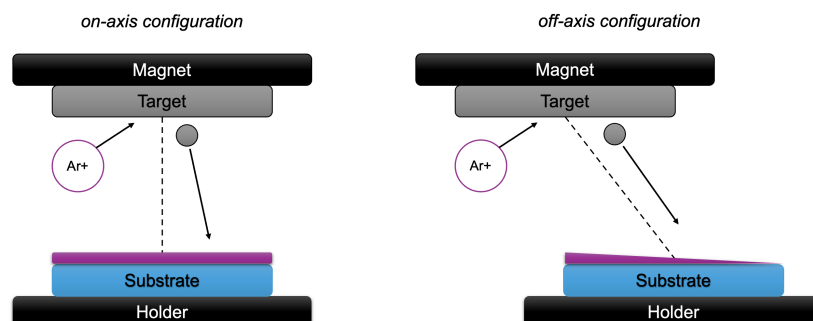 on-axis configuration
off-axis configuration
Magnet
Magnet
Target
Target
Ar+
Ar+
Substrate
Substrate
Holder
Holder